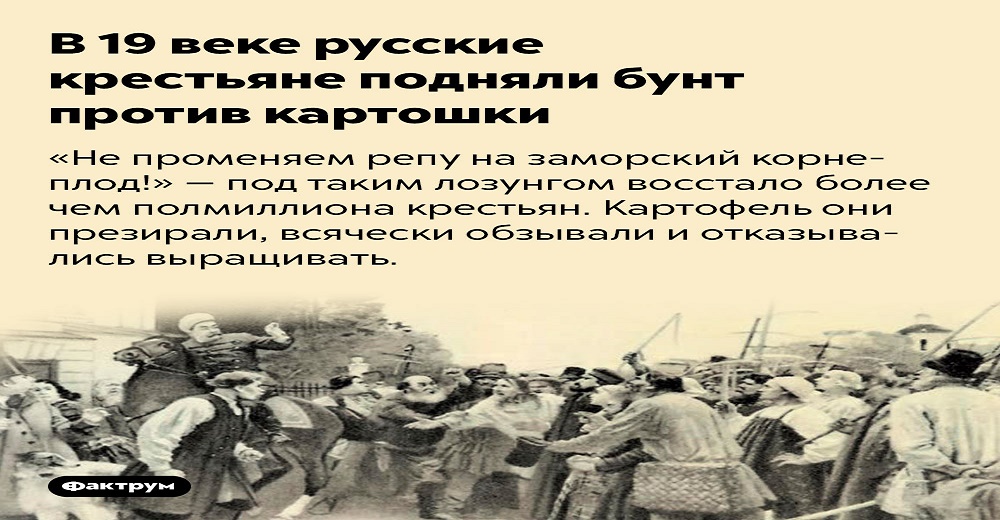 В 19 веке русские
крестьяне подняли бунт
против картошки
«Не променяем репу на заморский корне-
плод!» — под таким лозунгом восстало более
чем полмиллиона крестьян. Картофель они
презирали, всячески обзывали и отказыва-
лись выращивать.
Фактрум